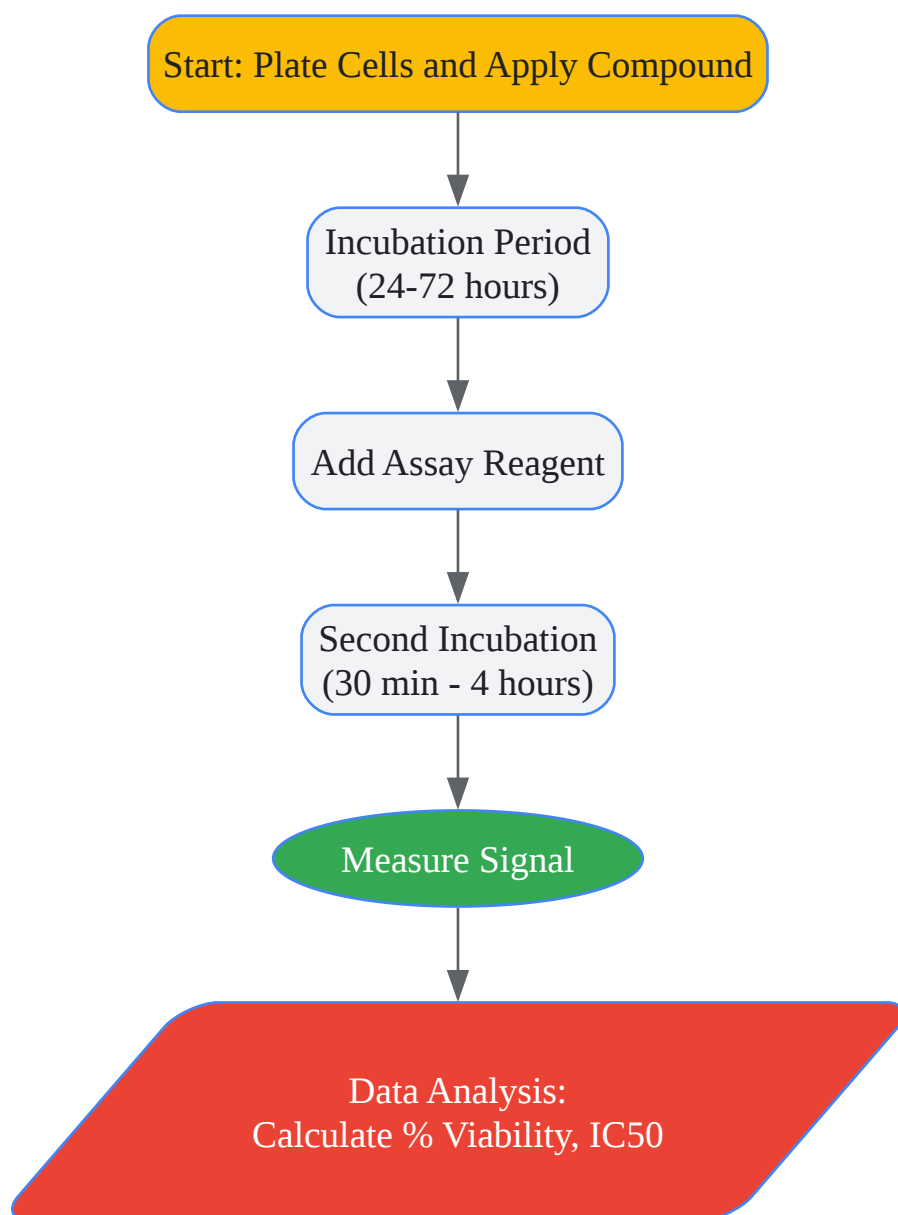 Start: Plate Cells and Apply Compound
Incubation Period
(24-72 hours)
Add Assay Reagent
Second Incubation
(30 min - 4 hours)
Measure Signal
Data Analysis:
Calculate % Viability, IC50